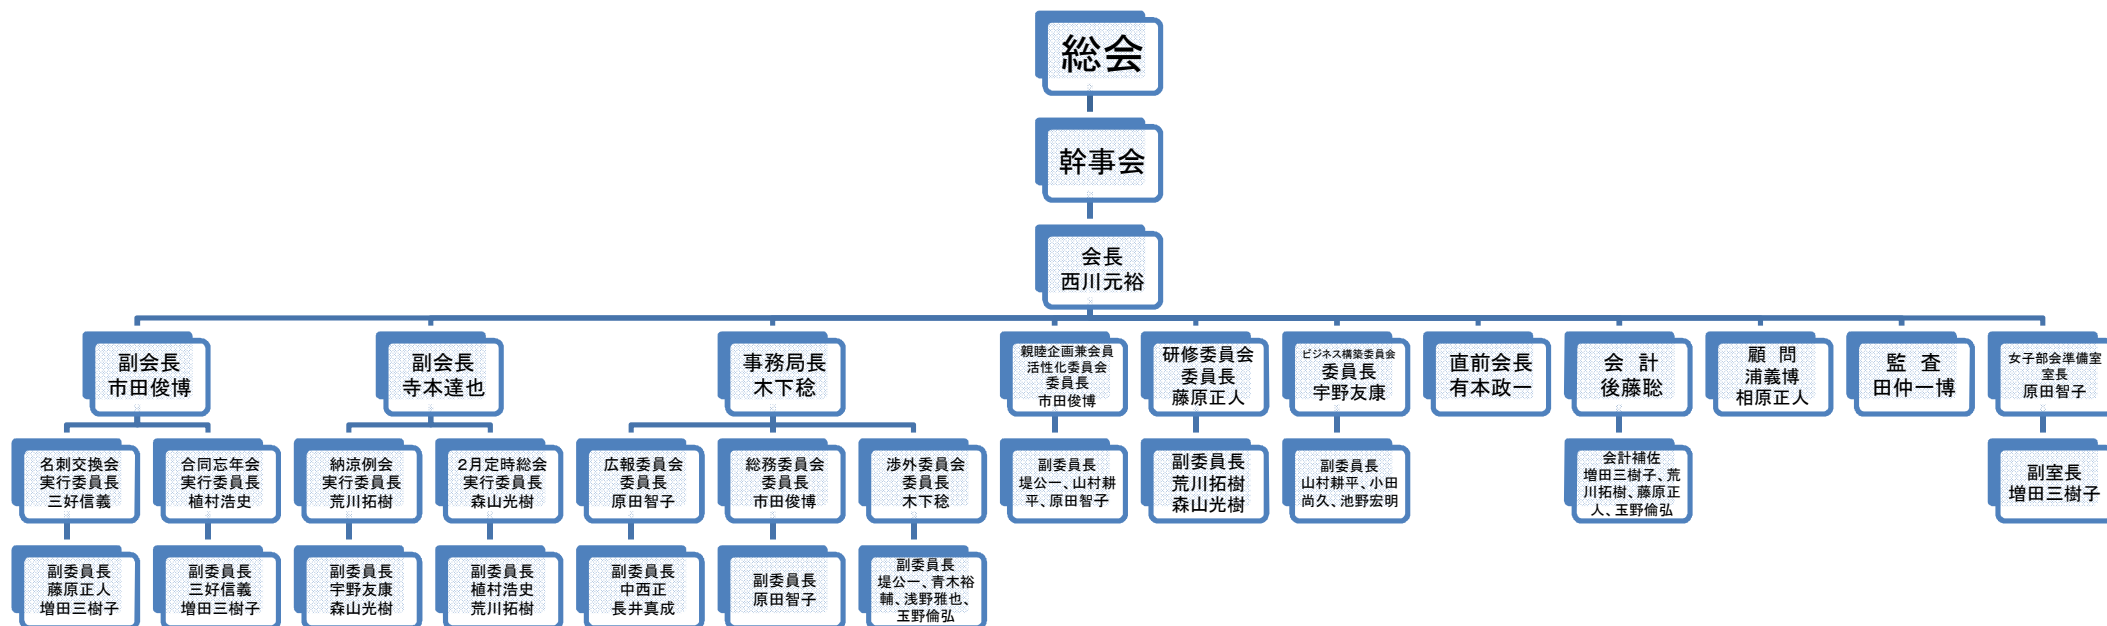 総会
幹事会
会長
西川元裕
副会長
市田俊博
副会長
寺本達也
事務局長
木下稔
親睦企画兼会員
活性化委員会
委員長
市田俊博
研修委員会
委員長
藤原正人
ビジネス構築委員会
委員長
宇野友康
直前会長
有本政一
会　計
後藤聡
顧　問
浦義博
相原正人
監　査
田仲一博
女子部会準備室
室長
原田智子
名刺交換会
実行委員長
三好信義
合同忘年会
実行委員長
植村浩史
納涼例会
実行委員長
荒川拓樹
2月定時総会
実行委員長
森山光樹
広報委員会
委員長
原田智子
総務委員会
委員長
市田俊博
渉外委員会
委員長
木下稔
副委員長
堤公一、山村耕
平、原田智子
副委員長
荒川拓樹
森山光樹
副委員長
山村耕平、小田
尚久、池野宏明
会計補佐
増田三樹子、荒
川拓樹、藤原正
人、玉野倫弘
副室長
増田三樹子
副委員長
藤原正人
増田三樹子
副委員長
三好信義
増田三樹子
副委員長
宇野友康
森山光樹
副委員長
植村浩史
荒川拓樹
副委員長
中西正
長井真成
副委員長
原田智子
副委員長
堤公一、青木裕
輔、浅野雅也、
玉野倫弘